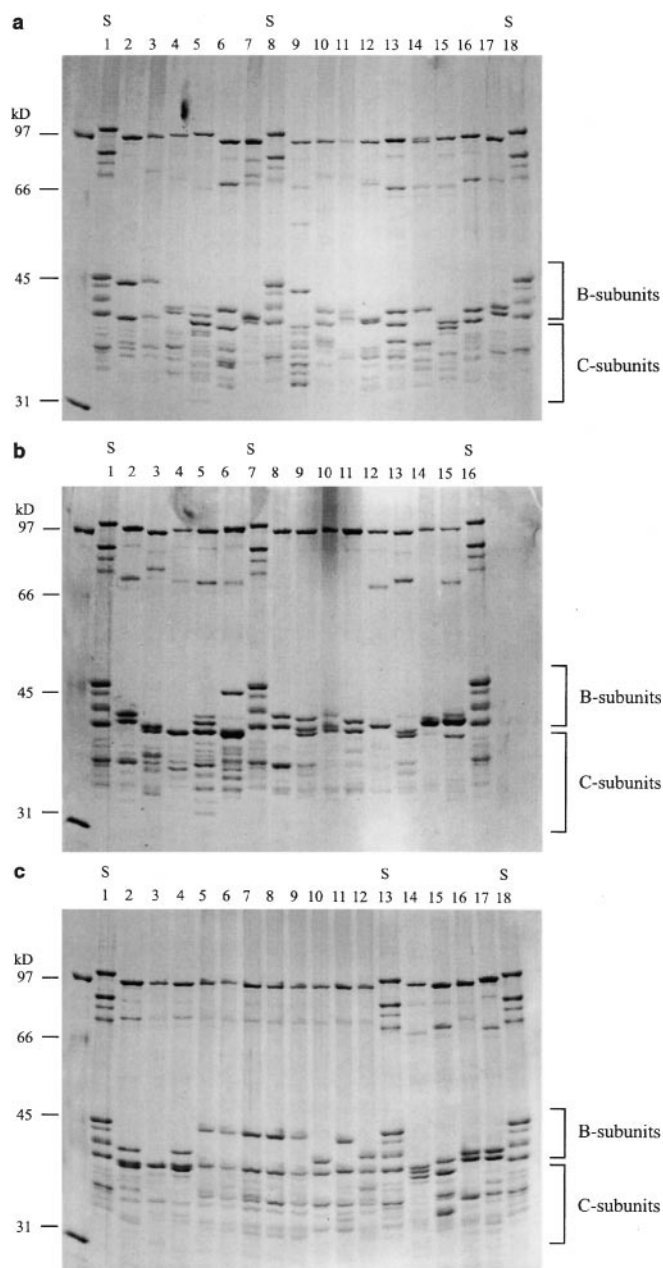 a
S S S
1 2 3 4 5 6 7 8 9 10 11 12 13 14 15 16 17 18
kD
97
66
45
B-subunits
C-subunits
31
b
S S S
1 2 3 4 5 6 7 8 9 10 11 12 13 14 15 16
kD
97
66
45
B-subunits
C-subunits
31
c
S S S
1 2 3 4 5 6 7 8 9 10 11 12 13 14 15 16 17 18
kD
97
66
45
B-subunits
C-subunits
31